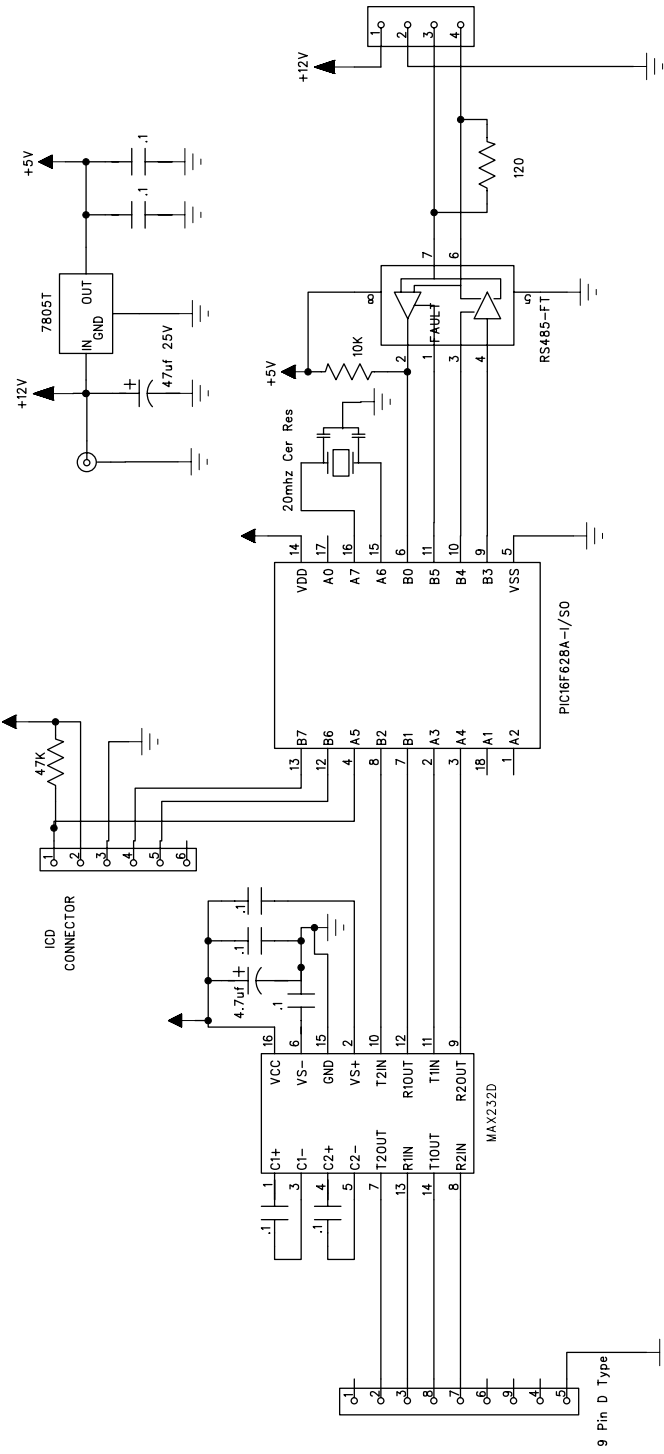 9 Pin D Type
1
2
3
8
7
6
9
4
5
MAX232D
C1+
C1-
C2+
C2-
T2OUT
R1IN
T1OUT
R2IN
1
3
4
5
7
13
14
8
VCC
VS-
GND
VS+
T2IN
R1OUT
T1IN
R2OUT
16
6
15
2
10
12
11
9
.1
.1
.1
4.7uf
+
.1
.1
ICD
CONNECTOR
1
2
3
4
5
6
47K
PIC16F628A-I/SO
B7
B6
A5
B2
B1
A3
A4
A1
A2
13
12
4
8
7
2
3
18
1
VDD
A0
A7
A6
B0
B5
B4
B3
VSS
14
17
16
15
6
11
10
9
5
20mhz Cer Res
+5V
10K
RS485-FT
FAULT
2
1
3
4
8
7
6
5
120
+12V
1
2
3
4
+12V
+
47uf 25V
7805T
IN
GND
OUT
+5V
.1
.1